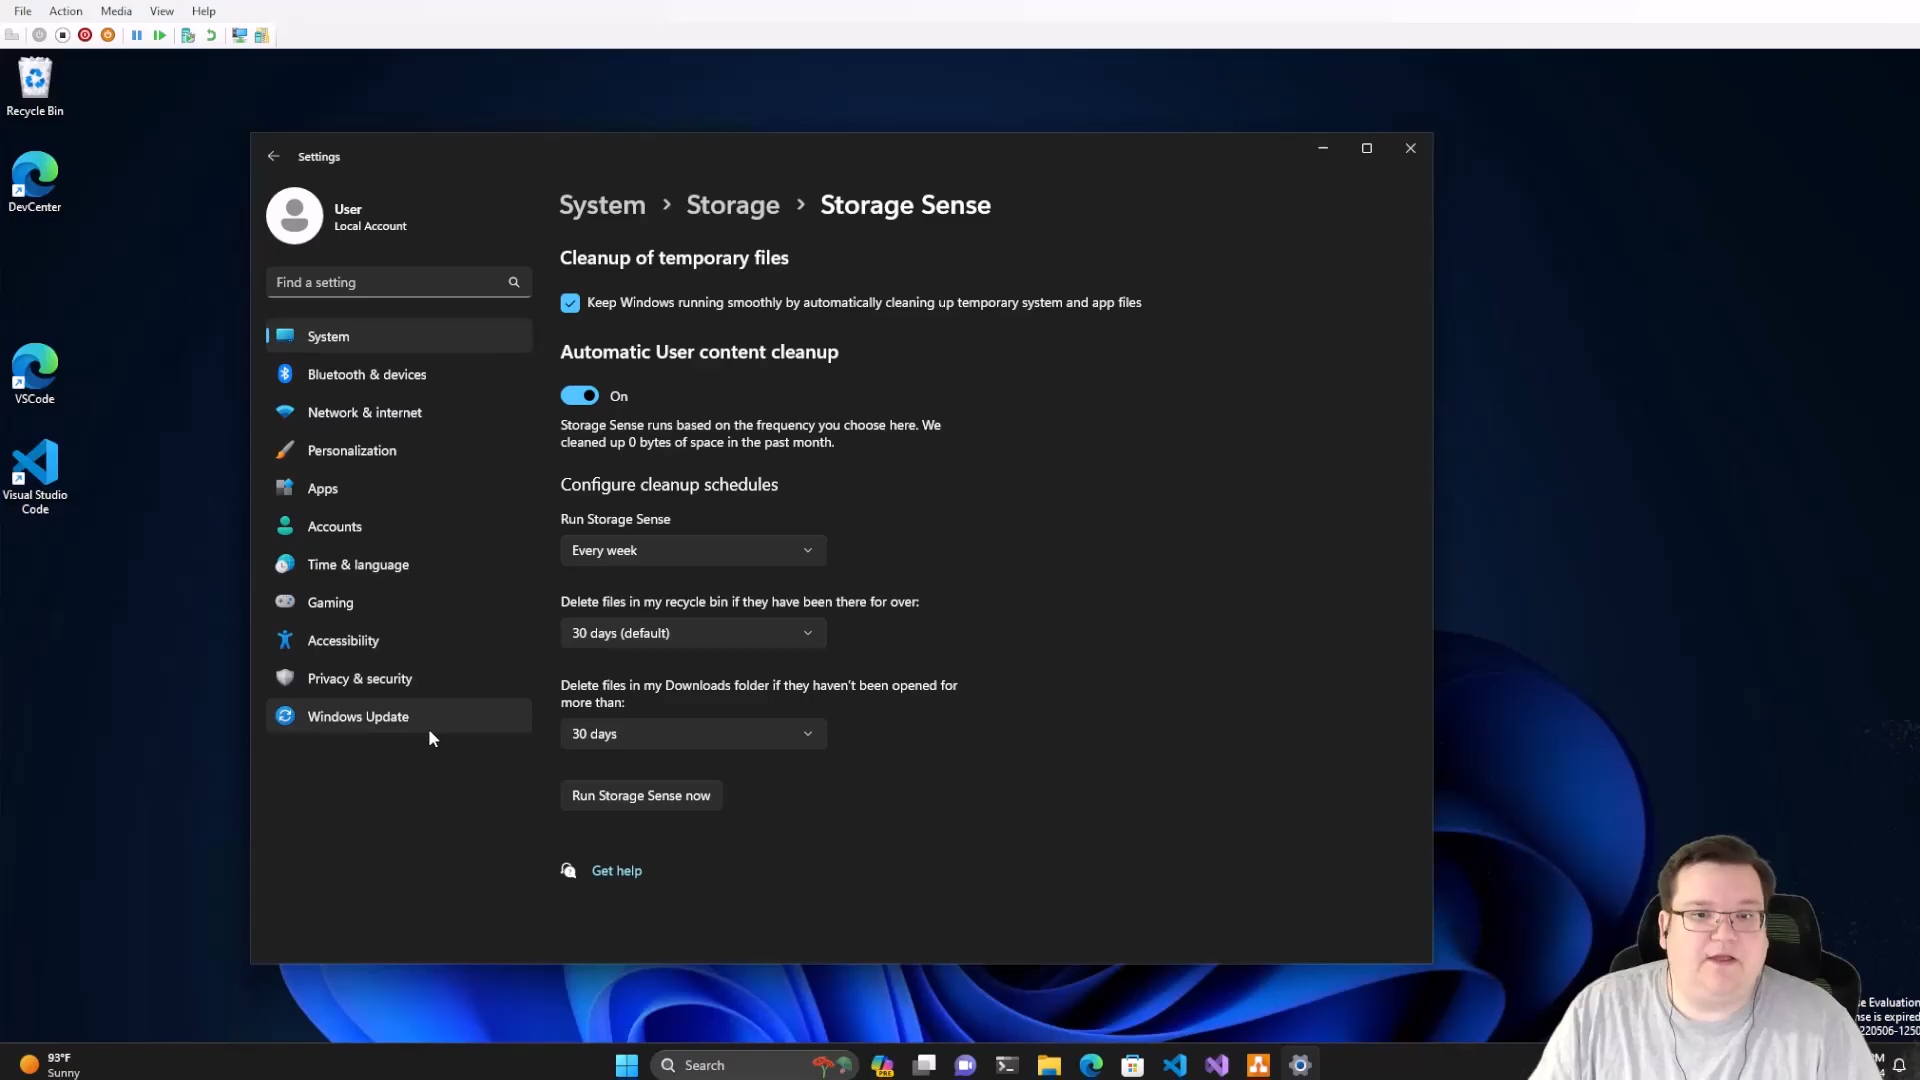 File Action Media View Help
Recycle Bin
DevCenter
VSCode
Visual Studio
Code
Settings
User
Local Account
Find a setting
System
Bluetooth & devices
Network & internet
Personalization
Apps
Accounts
Time & language
Gaming
Accessibility
Privacy & security
Windows Update
System > Storage > Storage Sense
Cleanup of temporary files
Keep Windows running smoothly by automatically cleaning up temporary system and app files
Automatic User content cleanup
On
Storage Sense runs based on the frequency you choose here. We
cleaned up 0 bytes of space in the past month.
Configure cleanup schedules
Run Storage Sense
Every week
Delete files in my recycle bin if they have been there for over:
30 days (default)
Delete files in my Downloads folder if they haven't been opened for
more than:
30 days
Run Storage Sense now
Get help
Evaluation
is expired
220506-1250
93°F
Sunny
Search
PRE